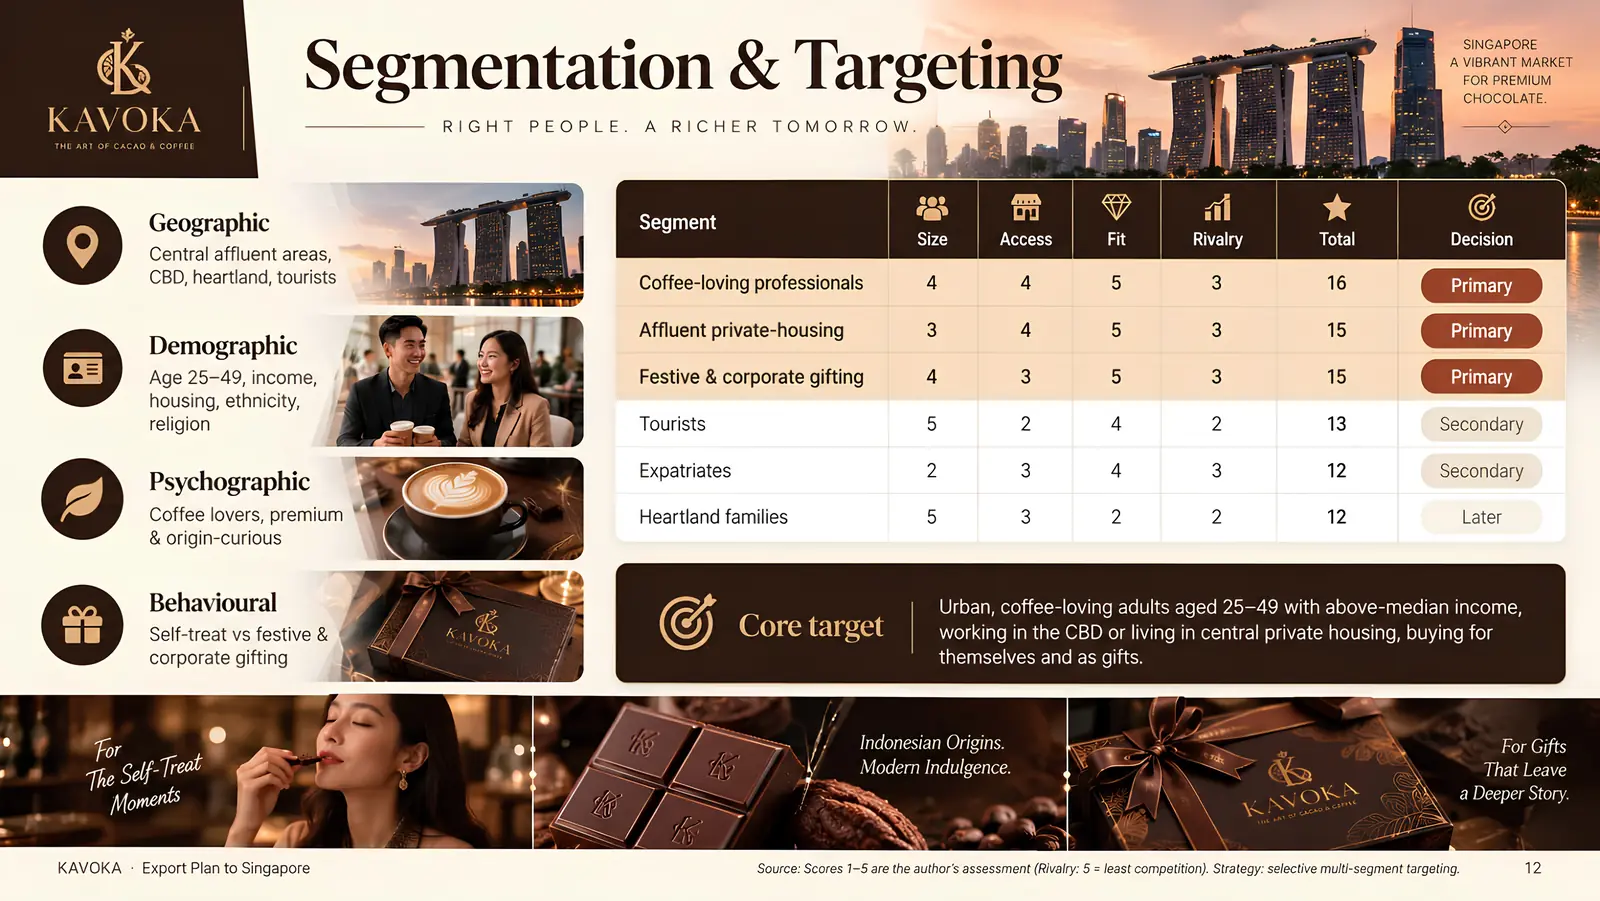 KAVOKA
THE ART OF CACAO & COFFEE
Segmentation & Targeting
RIGHT PEOPLE. A RICHER TOMORROW.
SINGAPORE
A VIBRANT MARKET
FOR PREMIUM
CHOCOLATE.
Geographic
Central affluent areas,
CBD, heartland, tourists
Demographic
Age 25–49, income,
housing, ethnicity,
religion
Psychographic
Coffee lovers, premium
& origin-curious
Behavioural
Self-treat vs festive &
corporate gifting
KAVOKA
Segment Size Access Fit Rivalry Total Decision
Coffee-loving professionals 4 4 5 3 16 Primary
Affluent private-housing 3 4 5 3 15 Primary
Festive & corporate gifting 4 3 5 3 15 Primary
Tourists 5 2 4 2 13 Secondary
Expatriates 2 3 4 3 12 Secondary
Heartland families 5 3 2 2 12 Later
Core target
Urban, coffee-loving adults aged 25–49 with above-median income,
working in the CBD or living in central private housing, buying for
themselves and as gifts.
For
The Self-Treat
Moments
Indonesian Origins.
Modern Indulgence.
KAVOKA
THE ART OF CACAO & COFFEE
For Gifts
That Leave
a Deeper Story.
KAVOKA · Export Plan to Singapore
Source: Scores 1–5 are the author's assessment (Rivalry: 5 = least competition). Strategy: selective multi-segment targeting.
12